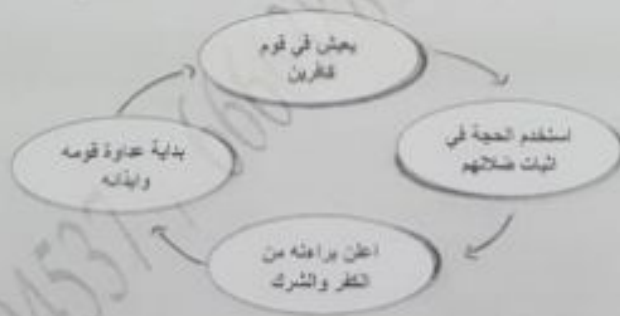 يعيش في قوم
كافرين
استخدم الحجة في
اثبات ضلالهم
اعلن براءته من
الكفر والشرك
بداية عداوة قومه
وايذائه